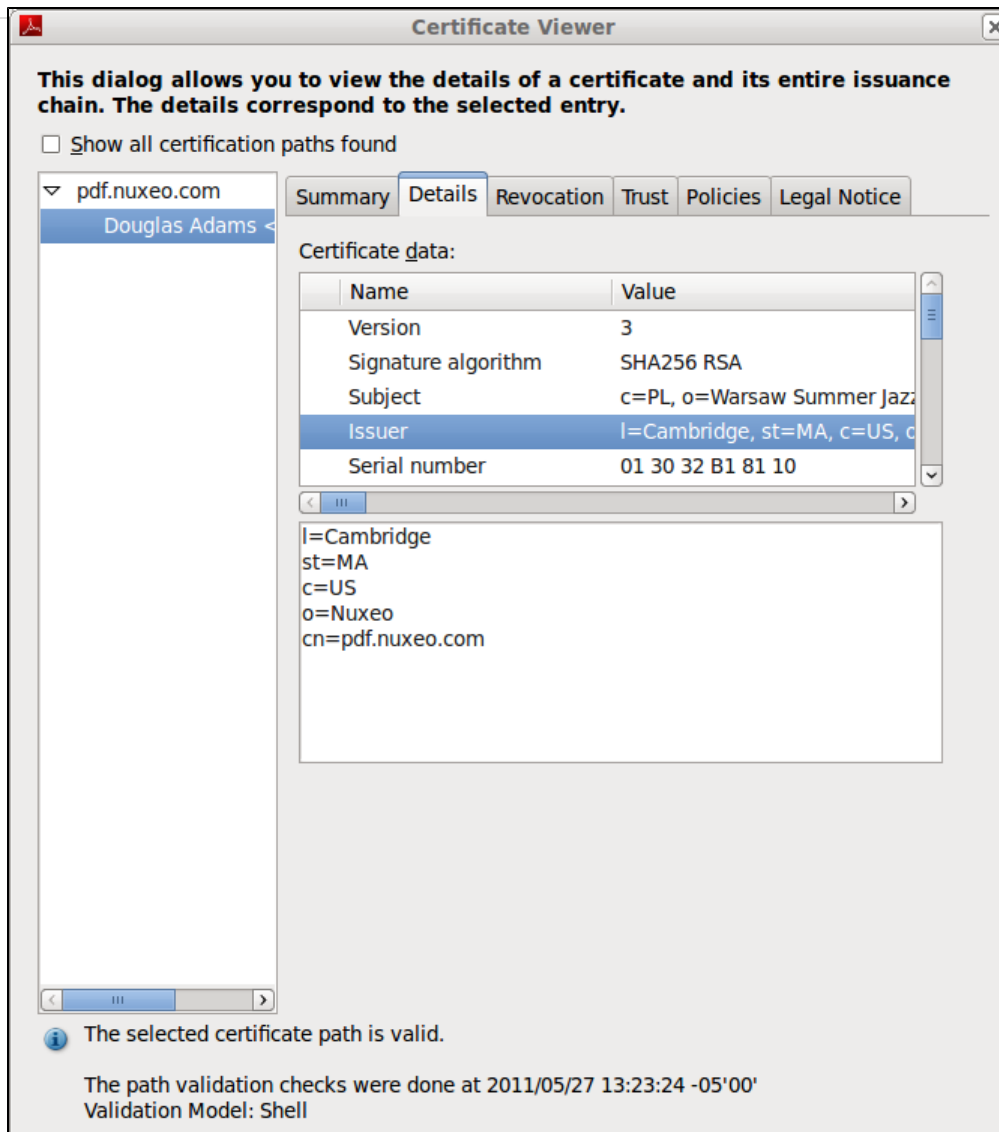 Certificate Viewer
This dialog allows you to view the details of a certificate and its entire issuance
chain. The details correspond to the selected entry.
Show all certification paths found
pdf.nuxeo.com
Douglas Adams <
Summary Details Revocation Trust Policies Legal Notice
Certificate data:
Name Value
Version 3
Signature algorithm SHA256 RSA
Subject c=PL, o=Warsaw Summer Jazz
Issuer l=Cambridge, st=MA, c=US, o
Serial number 01 30 32 B1 81 10
l=Cambridge
st=MA
c=US
o=Nuxeo
cn=pdf.nuxeo.com
The selected certificate path is valid.
The path validation checks were done at 2011/05/27 13:23:24 -05'00'
Validation Model: Shell